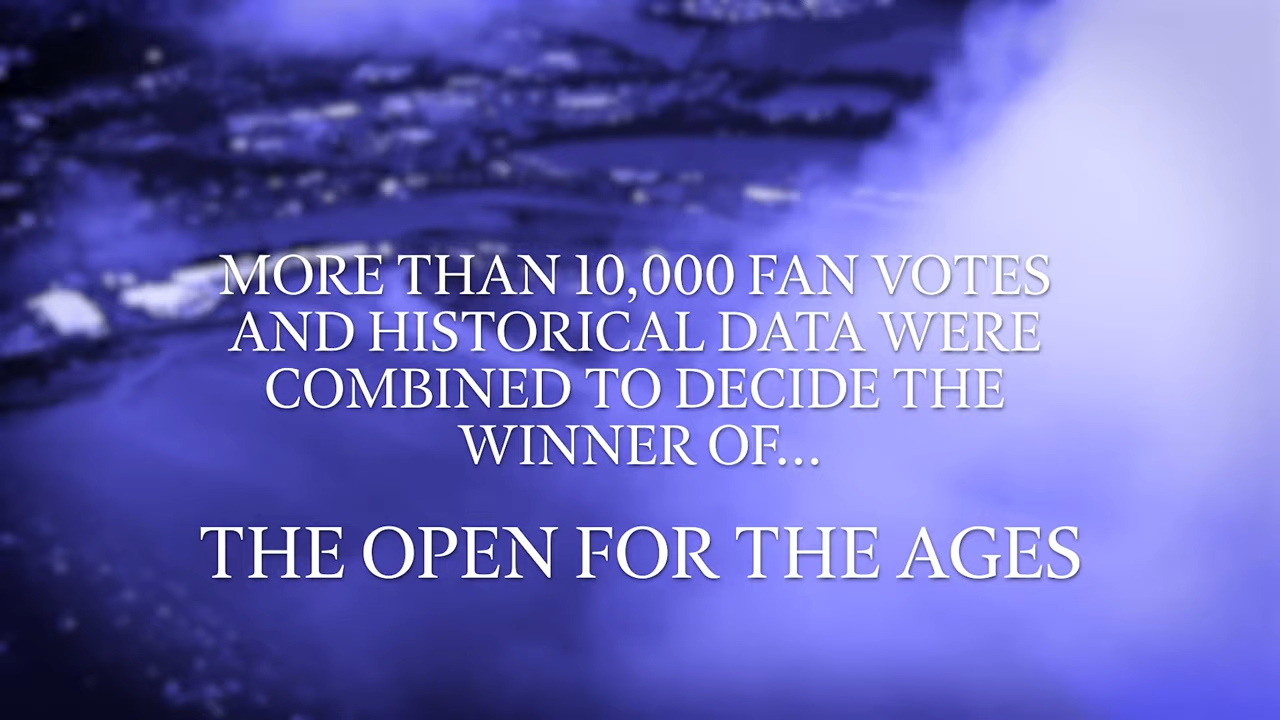 MORE THAN 10,000 FAN VOTES
AND HISTORICAL DATA WERE
COMBINED TO DECIDE THE
WINNER OF...
THE OPEN FOR THE AGES